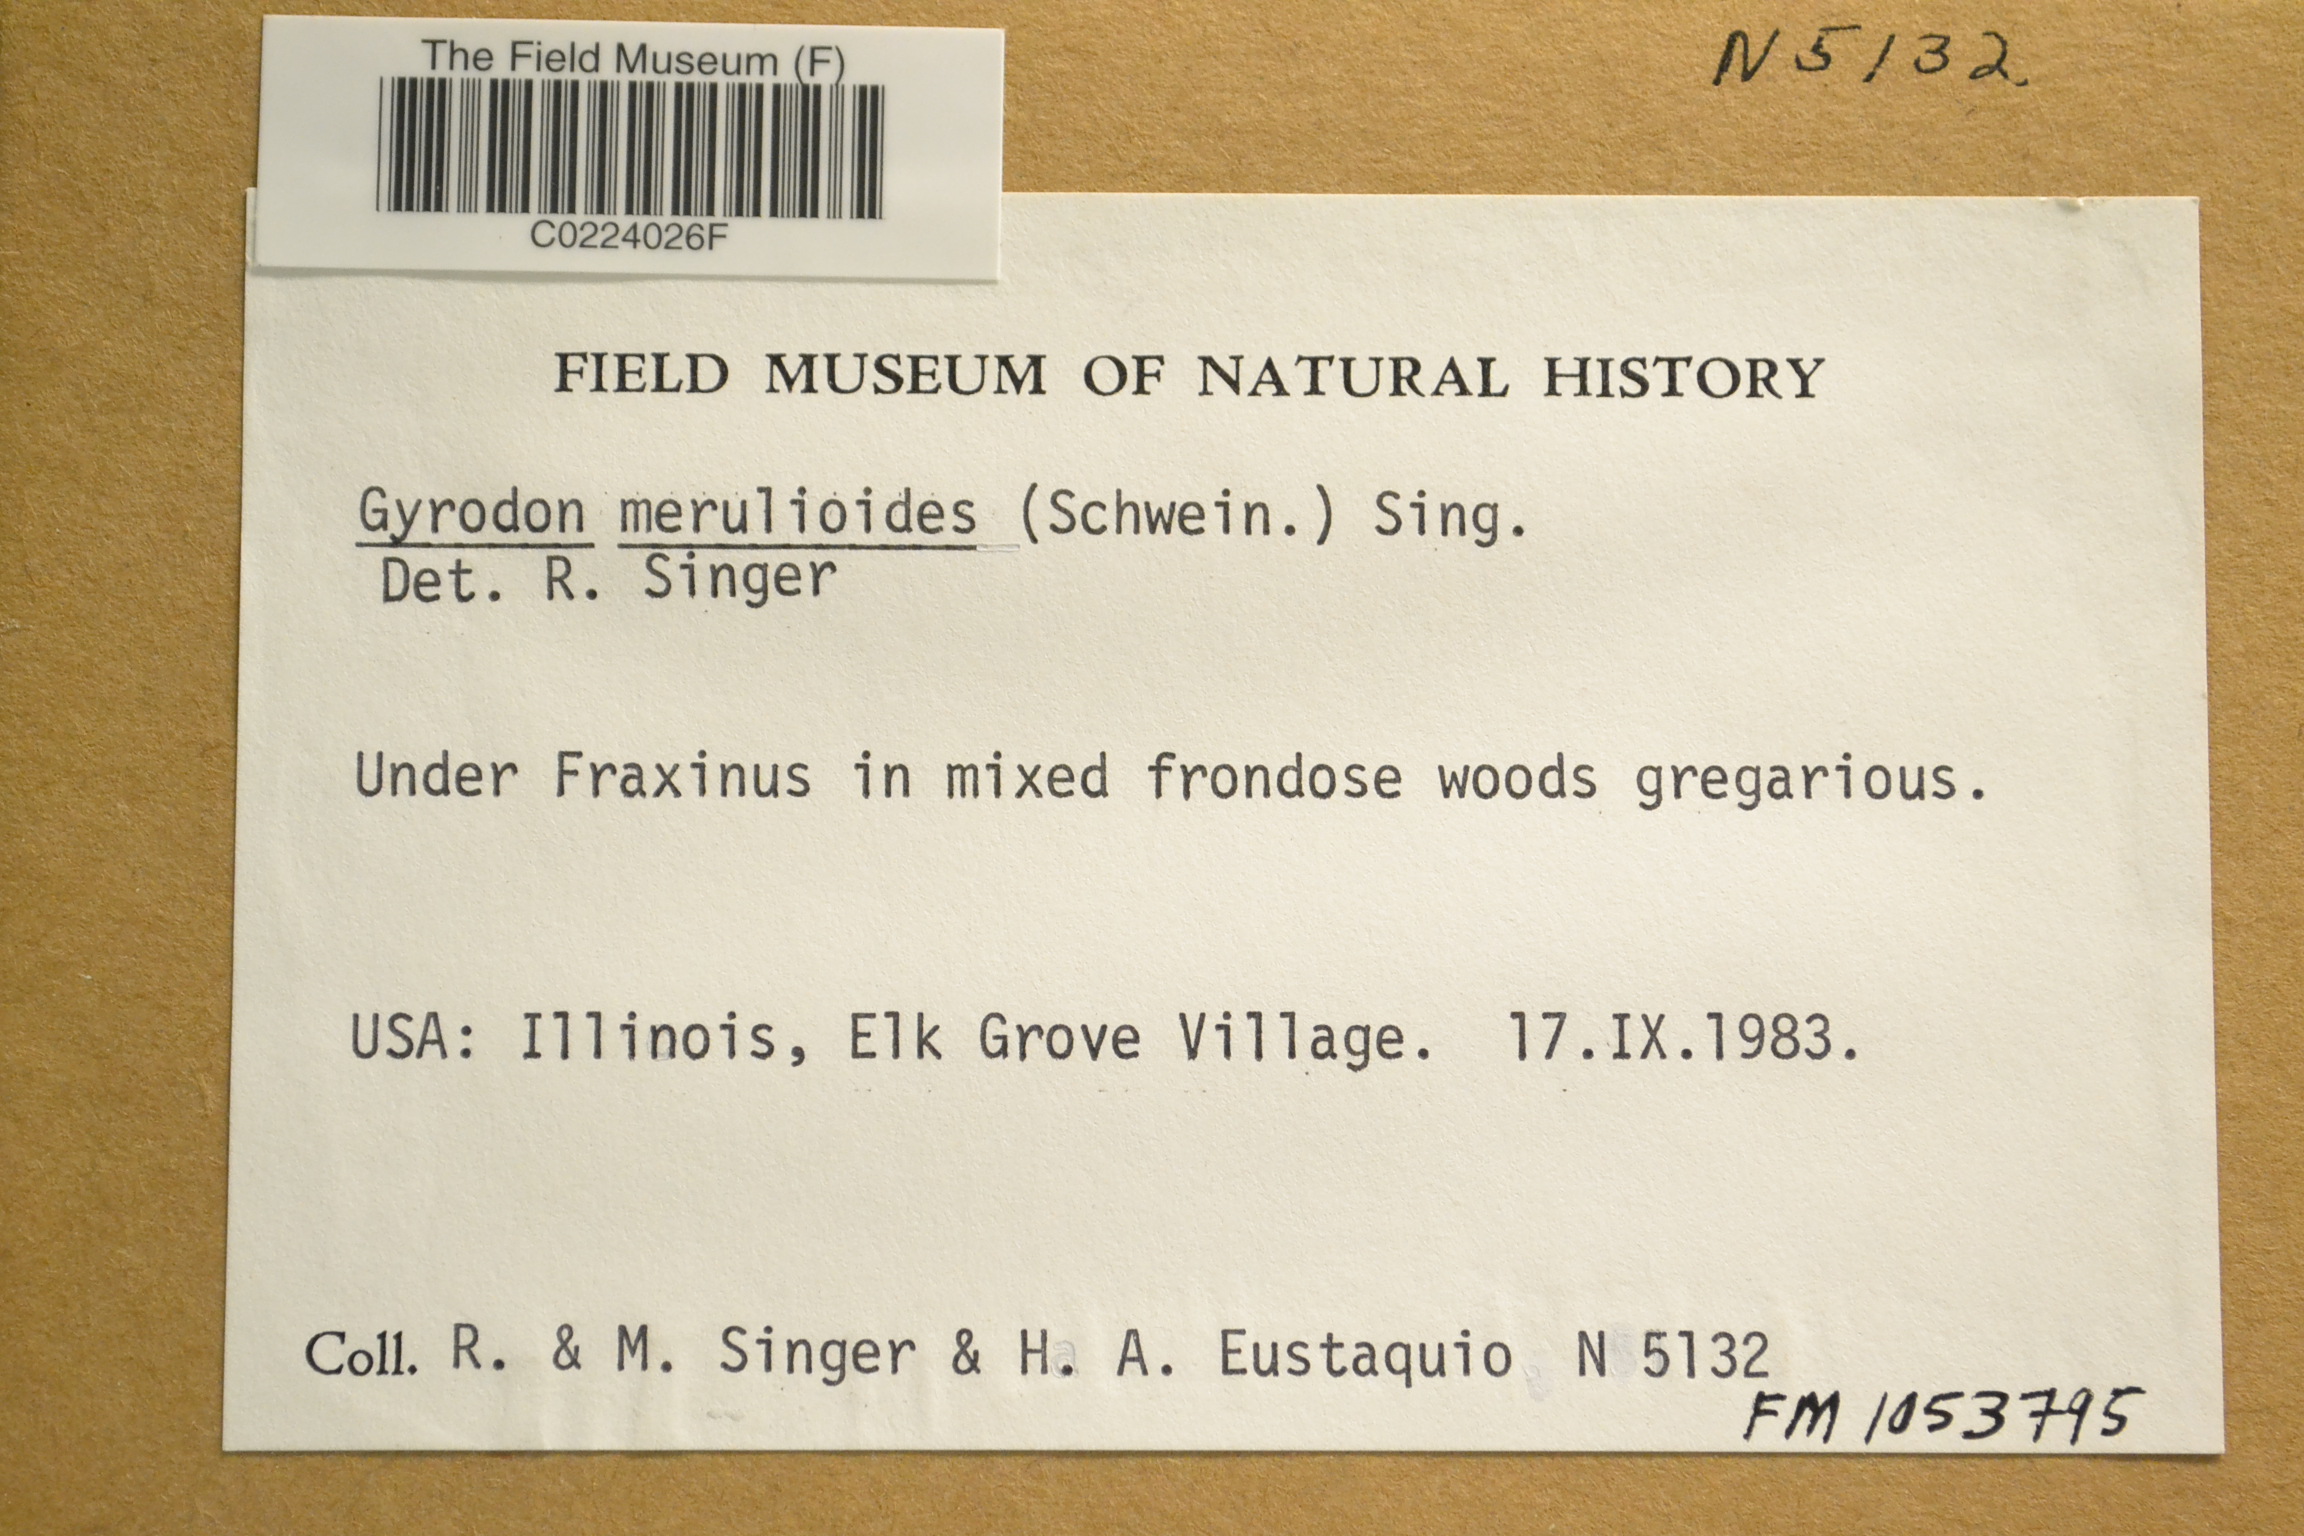 The Field Museum (F)
C0224026F
N 5132
FIELD MUSEUM OF NATURAL HISTORY
Gyrodon merulioides (Schwein.) Sing.
Det. R. Singer
Under Fraxinus in mixed frondose woods gregarious.
USA: Illinois, Elk Grove Village. 17.IX.1983.
Coll. R. & M. Singer & H. A. Eustaquio N 5132
FM 1053795